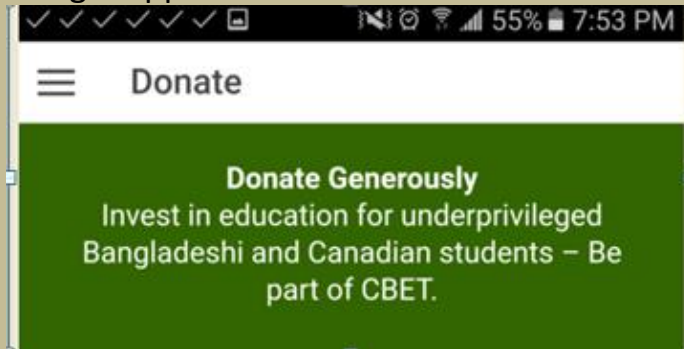 55% 7:53 PM
Donate
Donate Generously
Invest in education for underprivileged
Bangladeshi and Canadian students – Be
part of CBET.